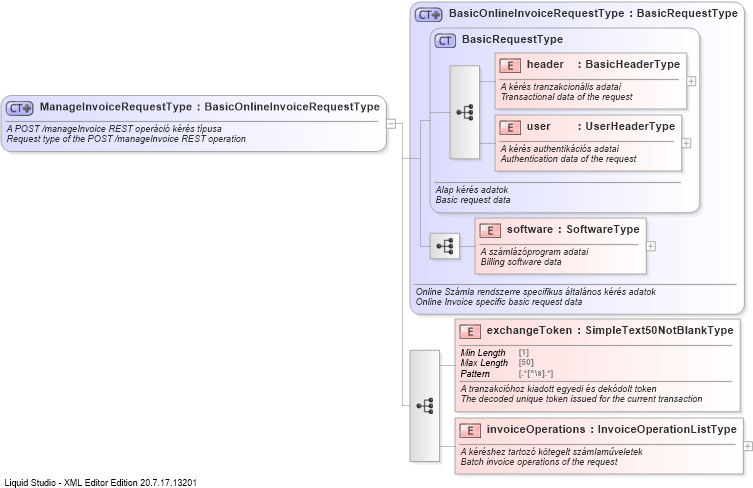 CT+ BasicOnlineInvoiceRequestType : BasicRequestType
CT BasicRequestType
E header : BasicHeaderType
A kérés tranzakcionális adatai
Transactional data of the request
CT+ ManageInvoiceRequestType : BasicOnlineInvoiceRequestType
A POST /manageInvoice REST operáció kérés típusa
Request type of the POST /manageInvoice REST operation
E user : UserHeaderType
A kérés authentikációs adatai
Authentication data of the request
Alap kérés adatok
Basic request data
E software : SoftwareType
A számlázóprogram adatai
Billing software data
Online Számla rendszerre specifikus általános kérés adatok
Online Invoice specific basic request data
E exchangeToken : SimpleText50NotBlankType
Min Length [1]
Max Length [50]
Pattern [.*[^\s].*]
A tranzakcióhoz kiadott egyedi és dekódolt token
The decoded unique token issued for the current transaction
E invoiceOperations : InvoiceOperationListType
A kéréshez tartozó kötegelt számlaműveletek
Batch invoice operations of the request
Liquid Studio - XML Editor Edition 20.7.17.13201